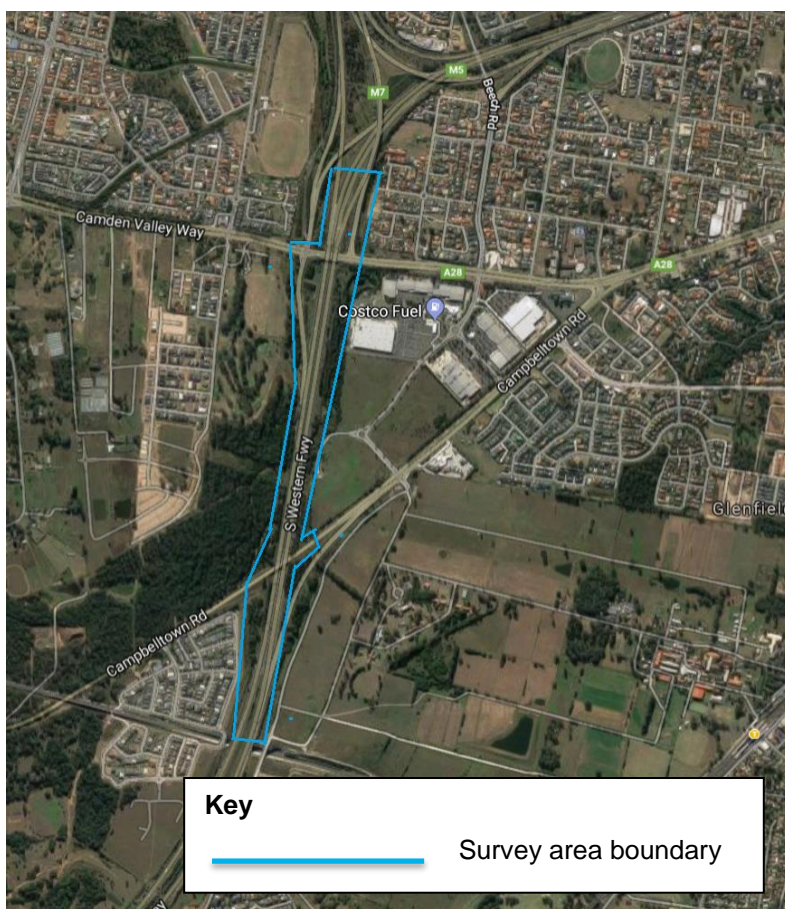 M5
M7
Beech Rd
Camden Valley Way
A28
A28
Costco Fuel
Campbelltown Rd
S Western Fwy
Glenfield
Campbelltown Rd
T
Key
Survey area boundary